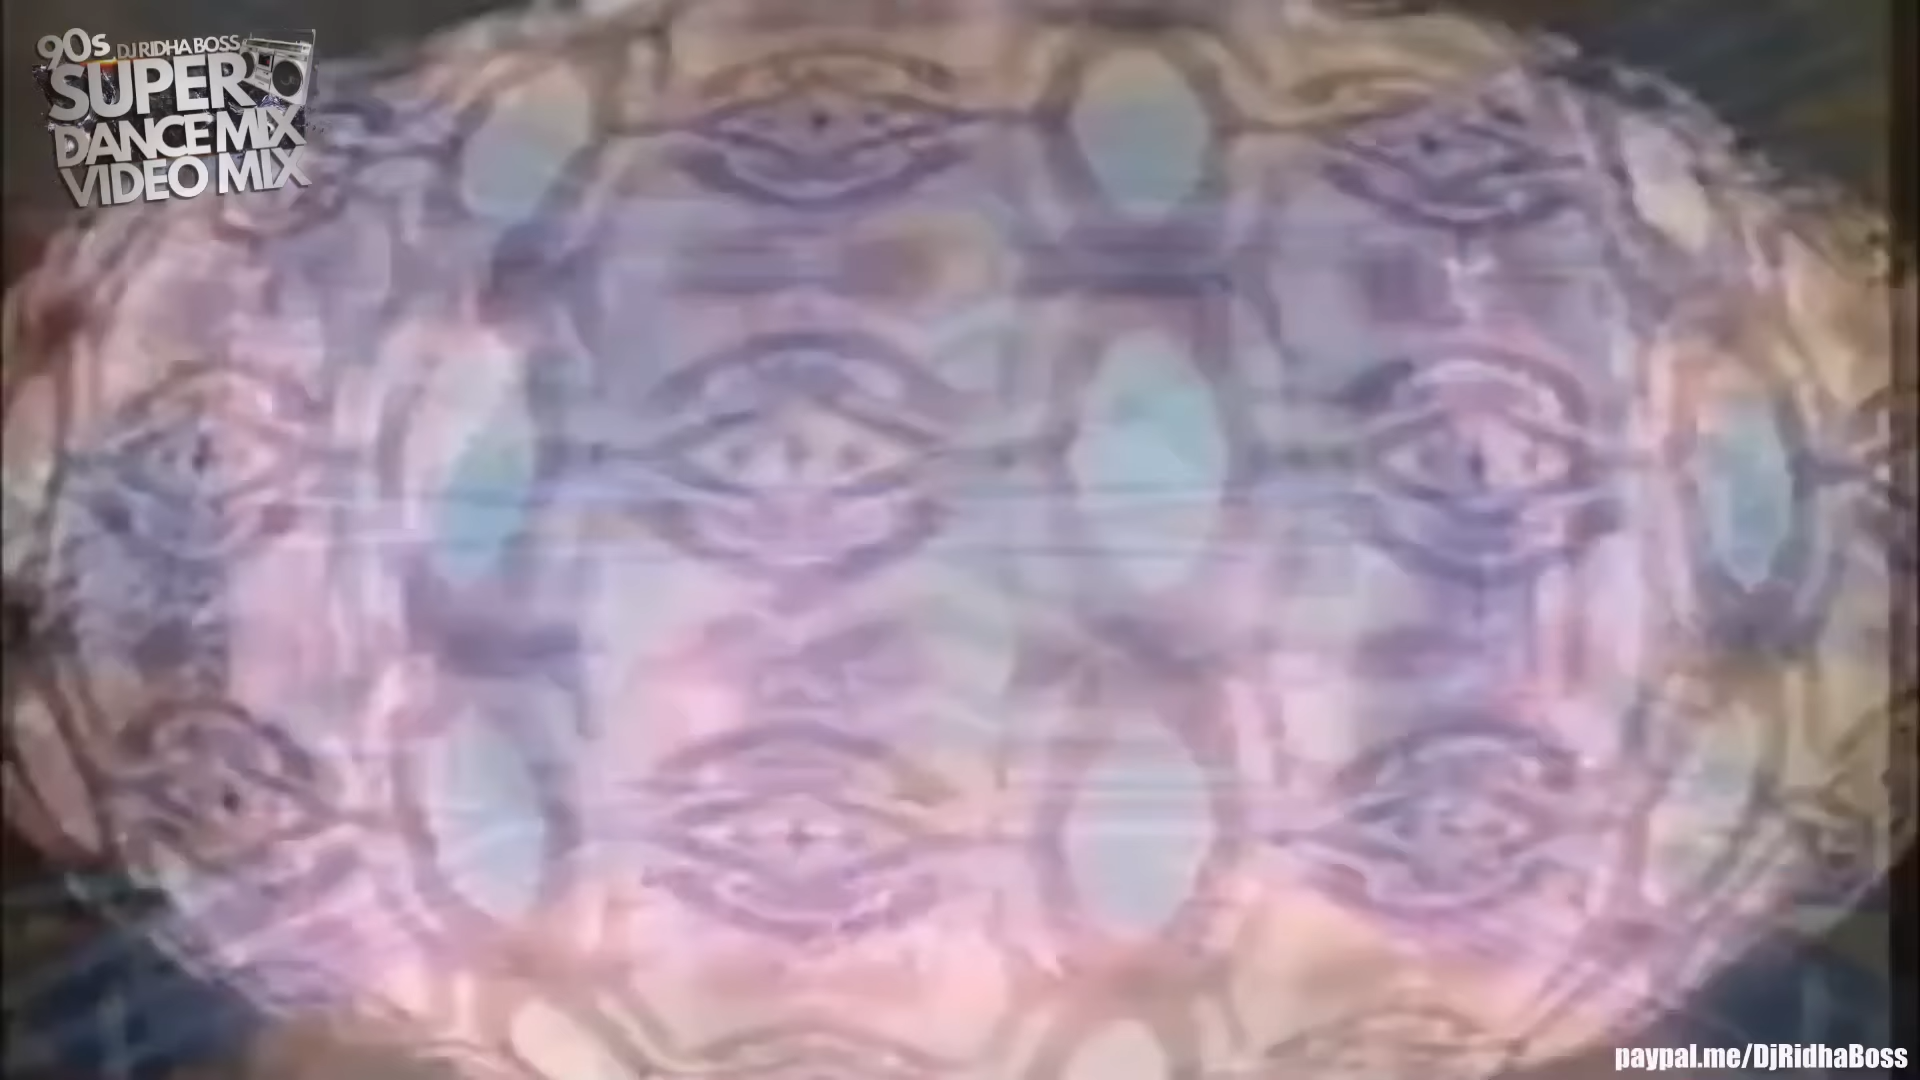 90s DJ RIDHA BOSS
SUPER
DANCE MIX
VIDEO MIX
paypal.me/DjRidhaBoss